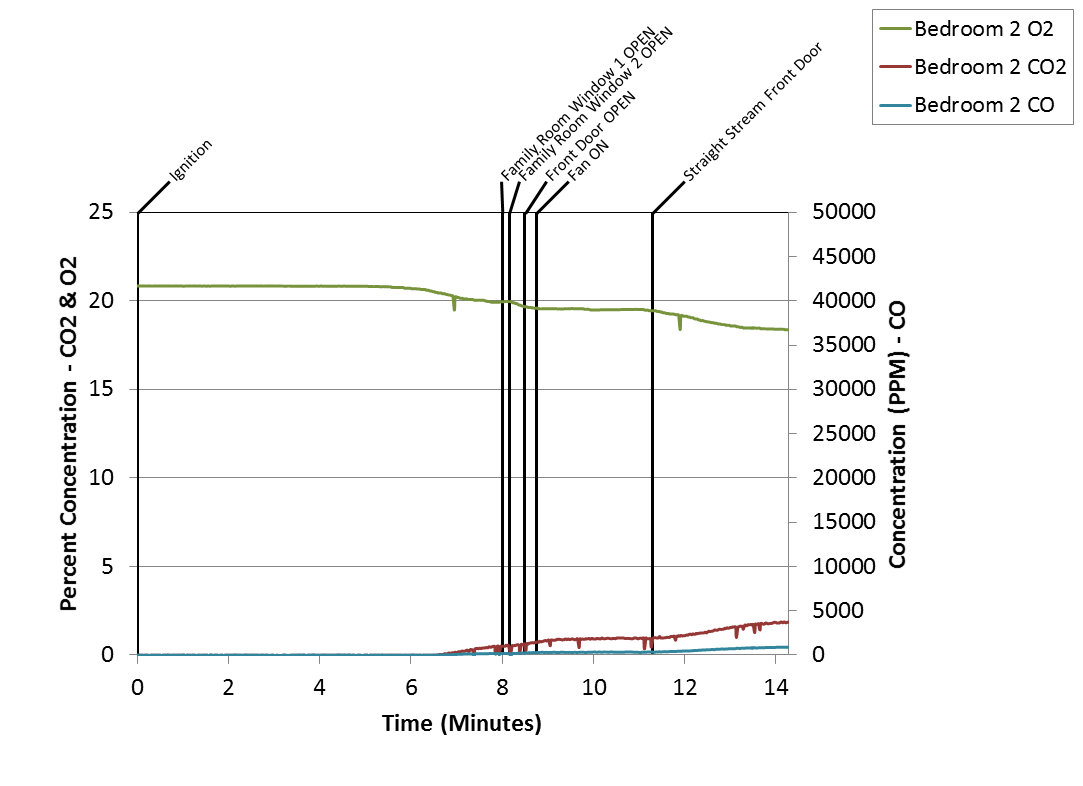 Bedroom 2 O2
Bedroom 2 CO2
Bedroom 2 CO
Ignition
Family Room Window 1 OPEN
Family Room Window 2 OPEN
Front Door OPEN
Fan ON
Straight Stream Front Door
25
20
15
10
5
0
Percent Concentration - CO2 & O2
50000
45000
40000
35000
30000
25000
20000
15000
10000
5000
0
Concentration (PPM) - CO
0 2 4 6 8 10 12 14
Time (Minutes)